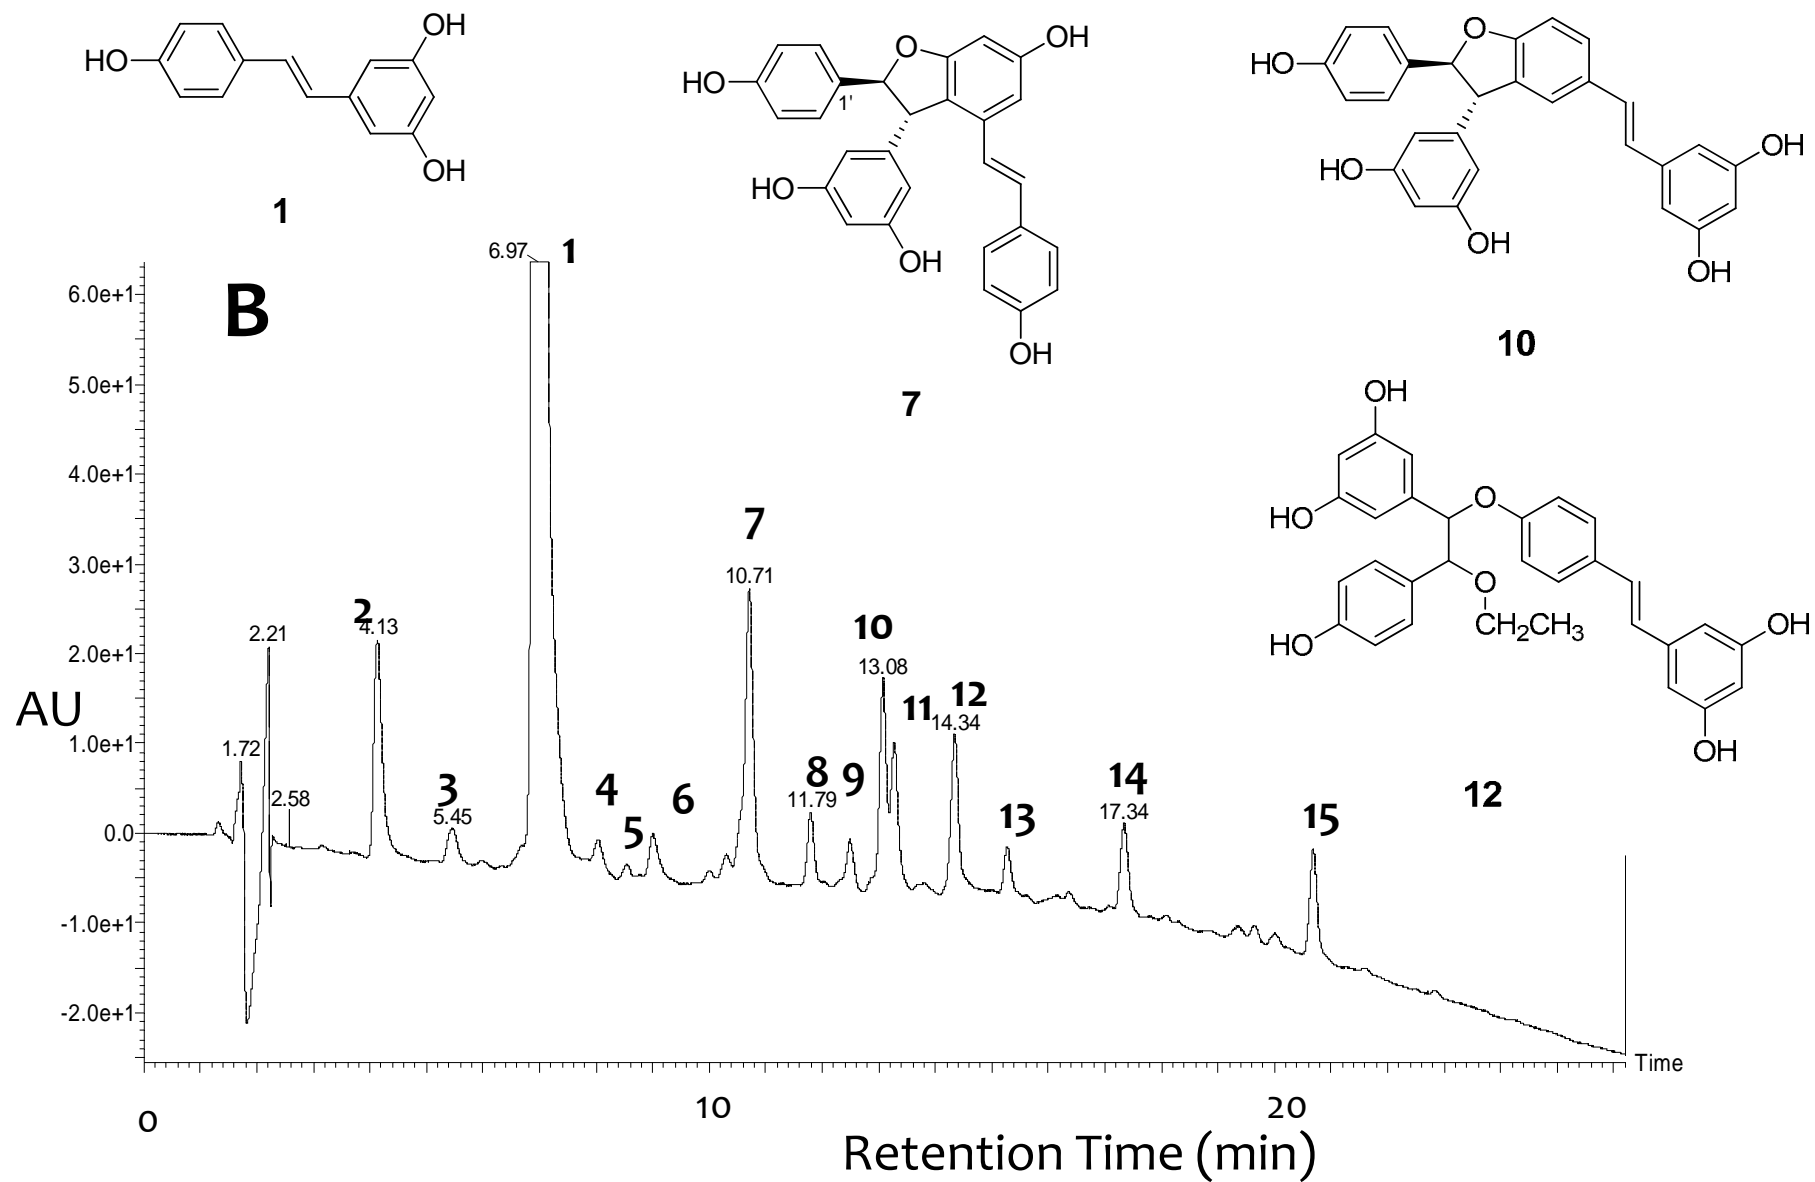 OH
HO
OH
1
O
OH
HO
1'
HO
OH
OH
7
O
HO
HO
OH
OH
OH
10
OH
HO
O
O
HO
CH2CH3
OH
OH
12
B
AU
6.0e+1
5.0e+1
4.0e+1
3.0e+1
2.0e+1
1.0e+1
0.0
-1.0e+1
-2.0e+1
1.72
2.21
2.58
2
4.13
3
5.45
6.97
1
4
5
6
7
10.71
8
11.79
9
10
13.08
11
12
14.34
13
14
17.34
15
Time
0
10
20
Retention Time (min)